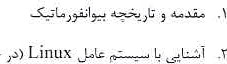 ۱. مقدمه و تاریخچه بیوانفورماتیک
۲. آشنایی با سیستم عامل Linux (در